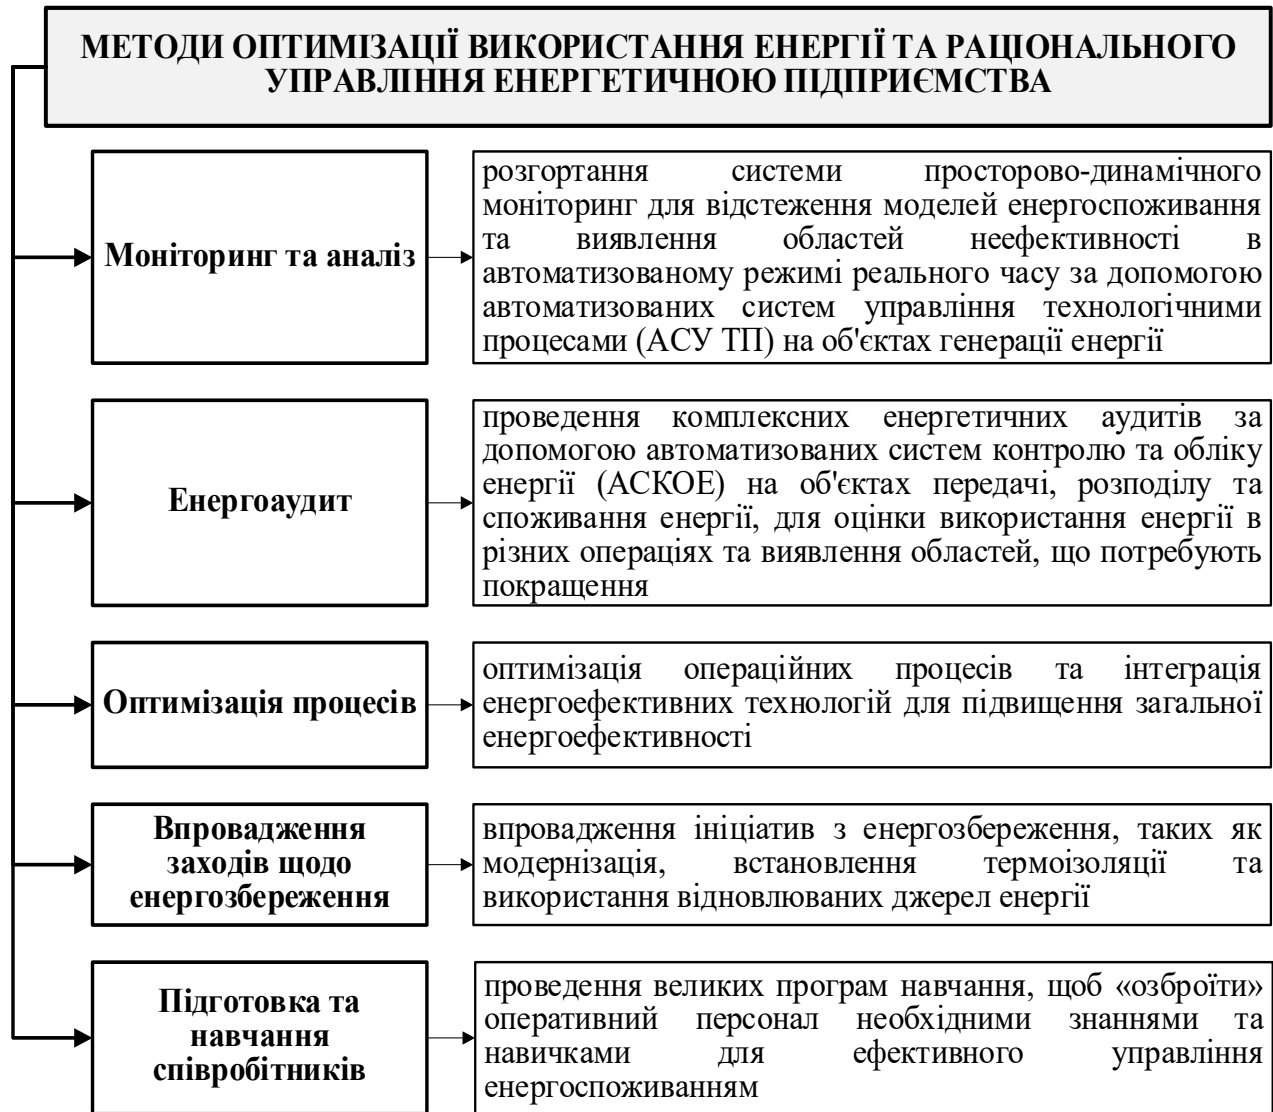 МЕТОДИ ОПТИМІЗАЦІЇ ВИКОРИСТАННЯ ЕНЕРГІЇ ТА РАЦІОНАЛЬНОГО
УПРАВЛІННЯ ЕНЕРГЕТИЧНОЮ ПІДПРИЄМСТВА
Моніторинг та аналіз
розгортання системи просторово-динамічного
моніторинг для відстеження моделей енергоспоживання
та виявлення областей неефективності в
автоматизованому режимі реального часу за допомогою
автоматизованих систем управління технологічними
процесами (АСУ ТП) на об'єктах генерації енергії
Енергоаудит
проведення комплексних енергетичних аудитів за
допомогою автоматизованих систем контролю та обліку
енергії (АСКОЕ) на об'єктах передачі, розподілу та
споживання енергії, для оцінки використання енергії в
різних операціях та виявлення областей, що потребують
покращення
Оптимізація процесів
оптимізація операційних процесів та інтеграція
енергоефективних технологій для підвищення загальної
енергоефективності
Впровадження
заходів щодо
енергозбереження
впровадження ініціатив з енергозбереження, таких як
модернізація, встановлення термоізоляції та
використання відновлюваних джерел енергії
Підготовка та
навчання
співробітників
проведення великих програм навчання, щоб «озброїти»
оперативний персонал необхідними знаннями та
навичками для ефективного управління
енергоспоживанням